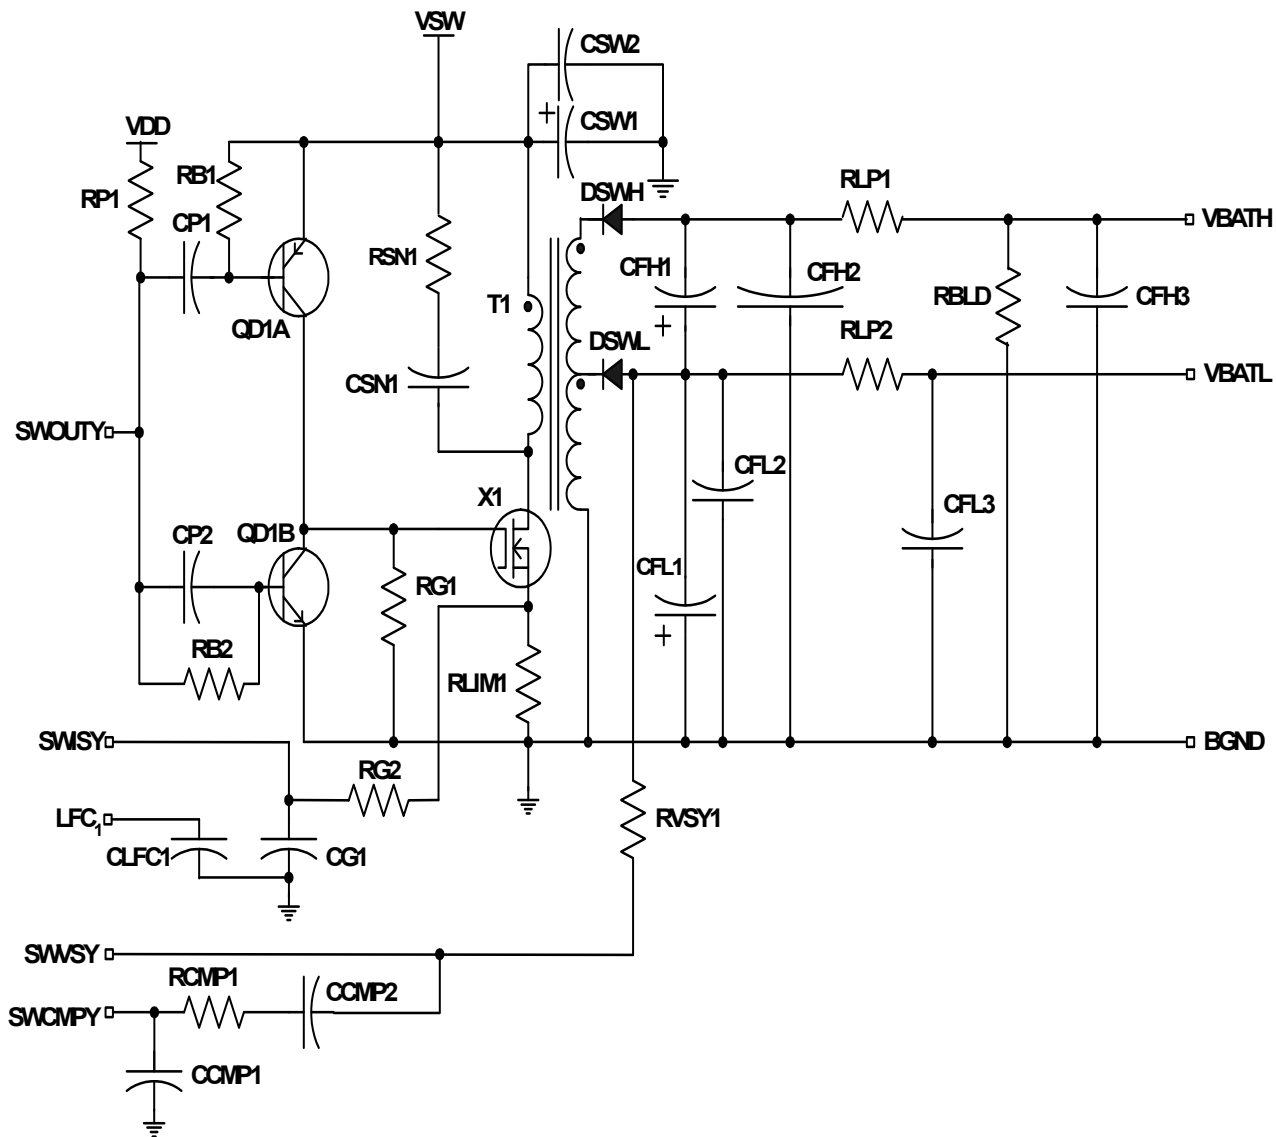 VSW
CSW2
CSW1
VDD
RB1
RP1
CP1
DSWH
RLP1
VBATH
RSN1
CFH1
CFH2
RBLD
CFH3
T1
QD1A
DSWL
RLP2
CSN1
VBATL
SWOUTY
CFL2
X1
CFL3
CP2
QD1B
CFL1
RG1
RB2
RLIM1
SWISY
BGND
RG2
LFC1
RVSY1
CLFC1
CG1
SWVSY
RCMP1
CCMP2
SWCMPY
CCMP1
+
+
+